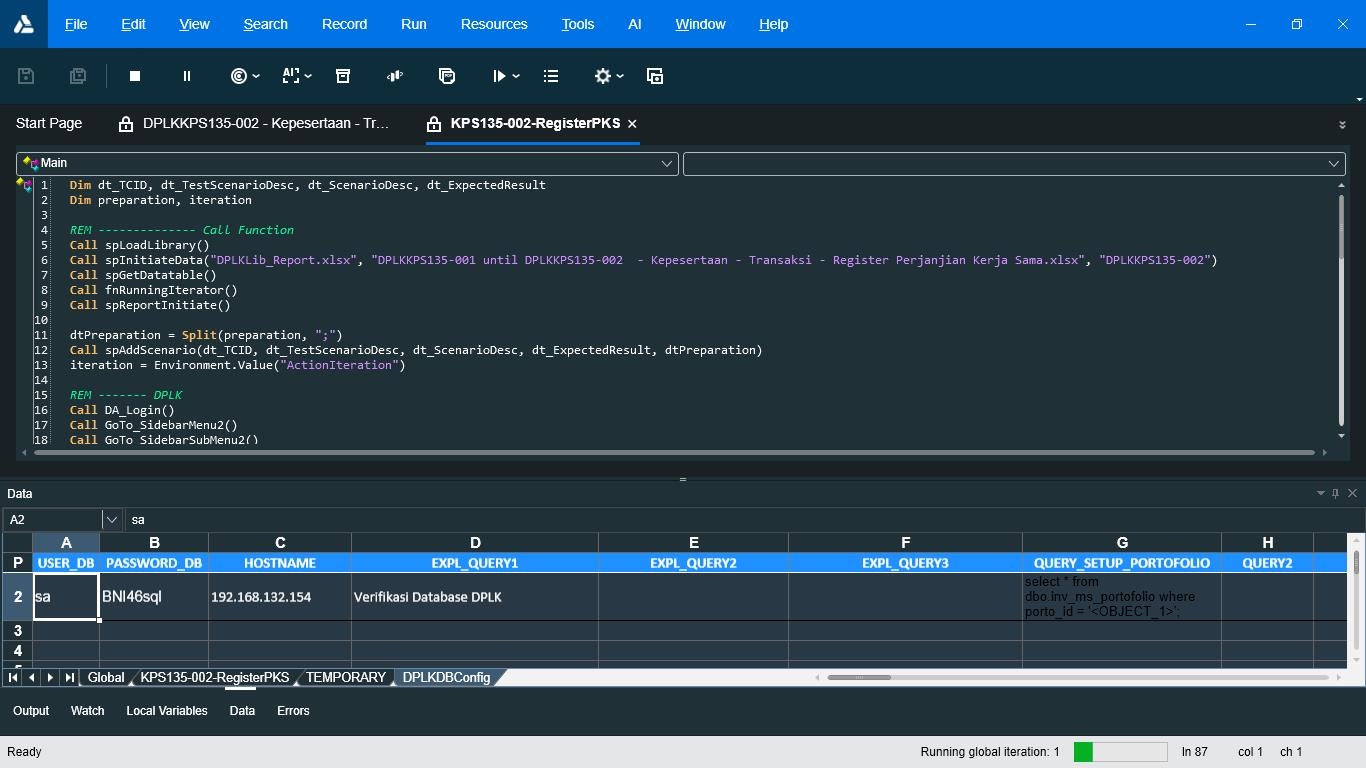 File Edit View Search Record Run Resources Tools AI Window Help
Start Page DPLKKPS135-002 - Kepesertaan - Tr... KPS135-002-RegisterPKS
Main
1 Dim dt_TCID, dt_TestScenarioDesc, dt_ScenarioDesc, dt_ExpectedResult
2 Dim preparation, iteration
3
4 REM -------------- Call Function
5 Call spLoadLibrary()
6 Call spInitiateData("DPLKLib_Report.xlsx", "DPLKKPS135-001 until DPLKKPS135-002  - Kepesertaan - Transaksi - Register Perjanjian Kerja Sama.xlsx", "DPLKKPS135-002")
7 Call spGetDatatable()
8 Call fnRunningIterator()
9 Call spReportInitiate()
10
11 dtPreparation = Split(preparation, ";")
12 Call spAddScenario(dt_TCID, dt_TestScenarioDesc, dt_ScenarioDesc, dt_ExpectedResult, dtPreparation)
13 iteration = Environment.Value("ActionIteration")
14
15 REM ------- DPLK
16 Call DA_Login()
17 Call GoTo_SidebarMenu2()
18 Call GoTo_SidebarSubMenu2()
Data
A2 sa
A B C D E F G H
P USER_DB PASSWORD_DB HOSTNAME EXPL_QUERY1 EXPL_QUERY2 EXPL_QUERY3 QUERY_SETUP_PORTOFOLIO QUERY2
2 sa BNI46sql 192.168.132.154 Verifikasi Database DPLK select * from
dbo.inv_ms_portofolio where
porto_id = '<OBJECT_1>';
3
4
5
Global KPS135-002-RegisterPKS TEMPORARY DPLKDBConfig
Output Watch Local Variables Data Errors
Ready Running global iteration: 1 ln 87 col 1 ch 1